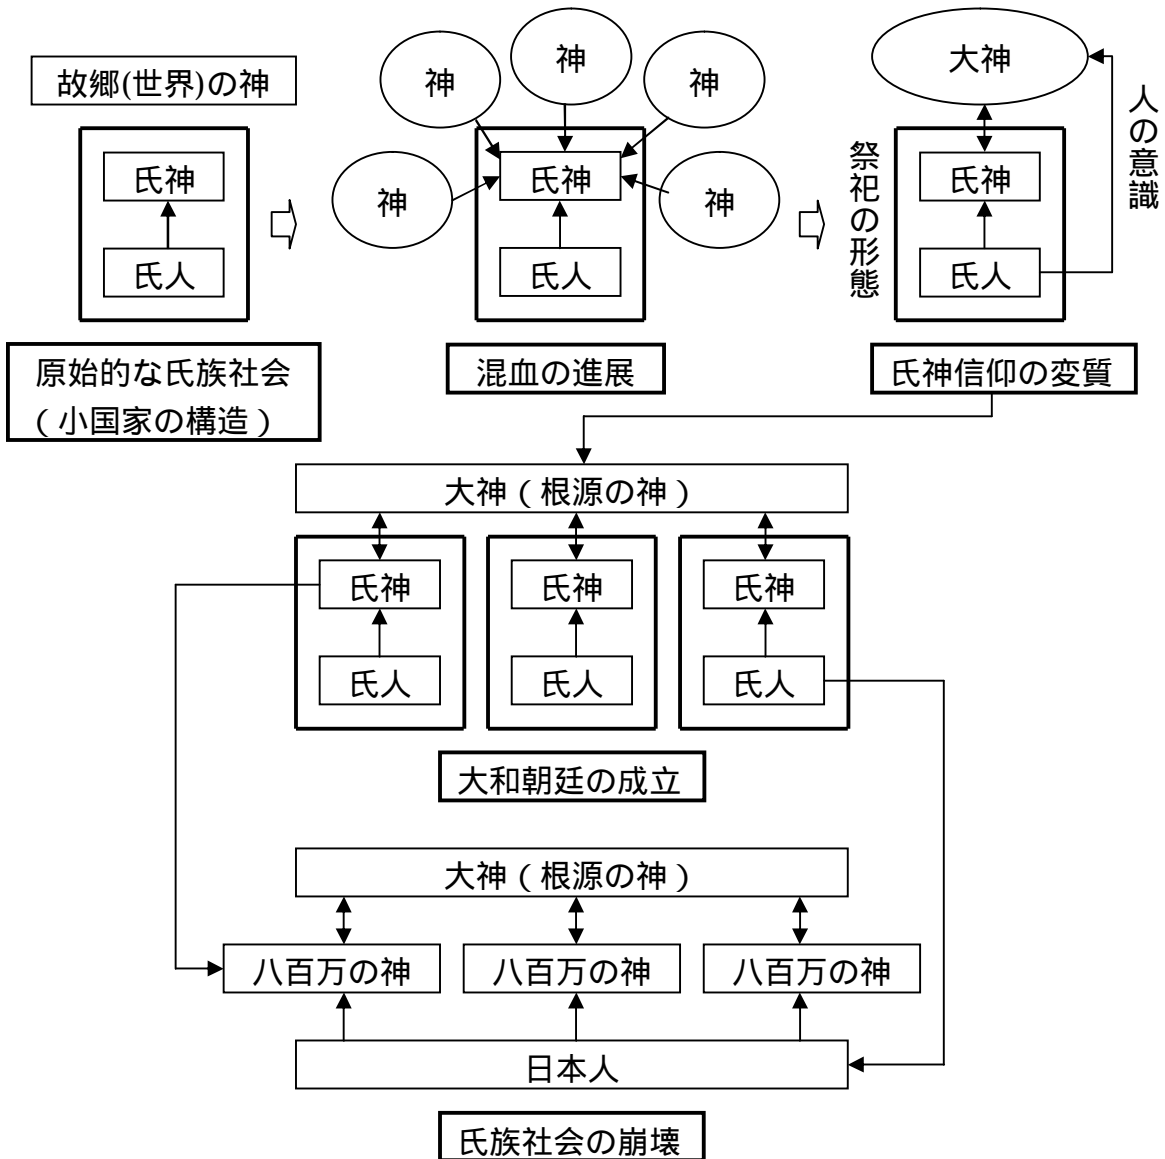 故郷(世界)の神
氏神
氏人
原始的な氏族社会
(小国家の構造)
神
神
神
神
神
氏神
氏人
混血の進展
大神
氏神
氏人
祭祀の形態
人の意識
氏神信仰の変質
大神(根源の神)
氏神
氏神
氏神
氏人
氏人
氏人
大和朝廷の成立
大神(根源の神)
八百万の神
八百万の神
八百万の神
日本人
氏族社会の崩壊